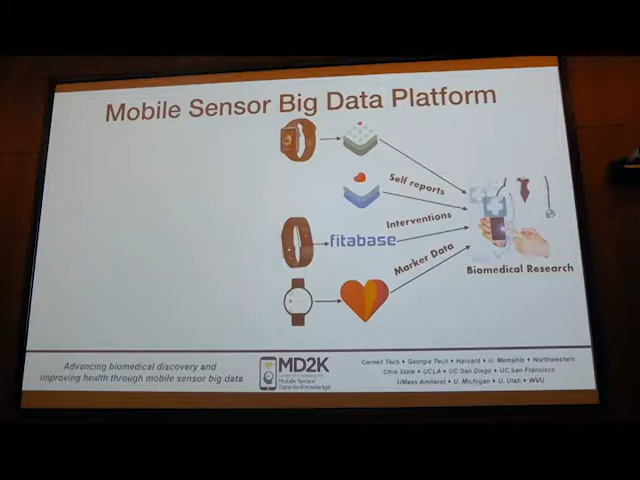 Mobile Sensor Big Data Platform
Self reports
Interventions
fitabase
Marker Data
Biomedical Research
Advancing biomedical discovery and
improving health through mobile sensor big data
MD2K
Mobile Sensor
Data-to-Knowledge
Cornell Tech • Georgia Tech • Harvard • U. Memphis • Northwestern
Ohio State • UCLA • UC San Diego • UC San Francisco
UMass Amherst • U. Michigan • U. Utah • WVU